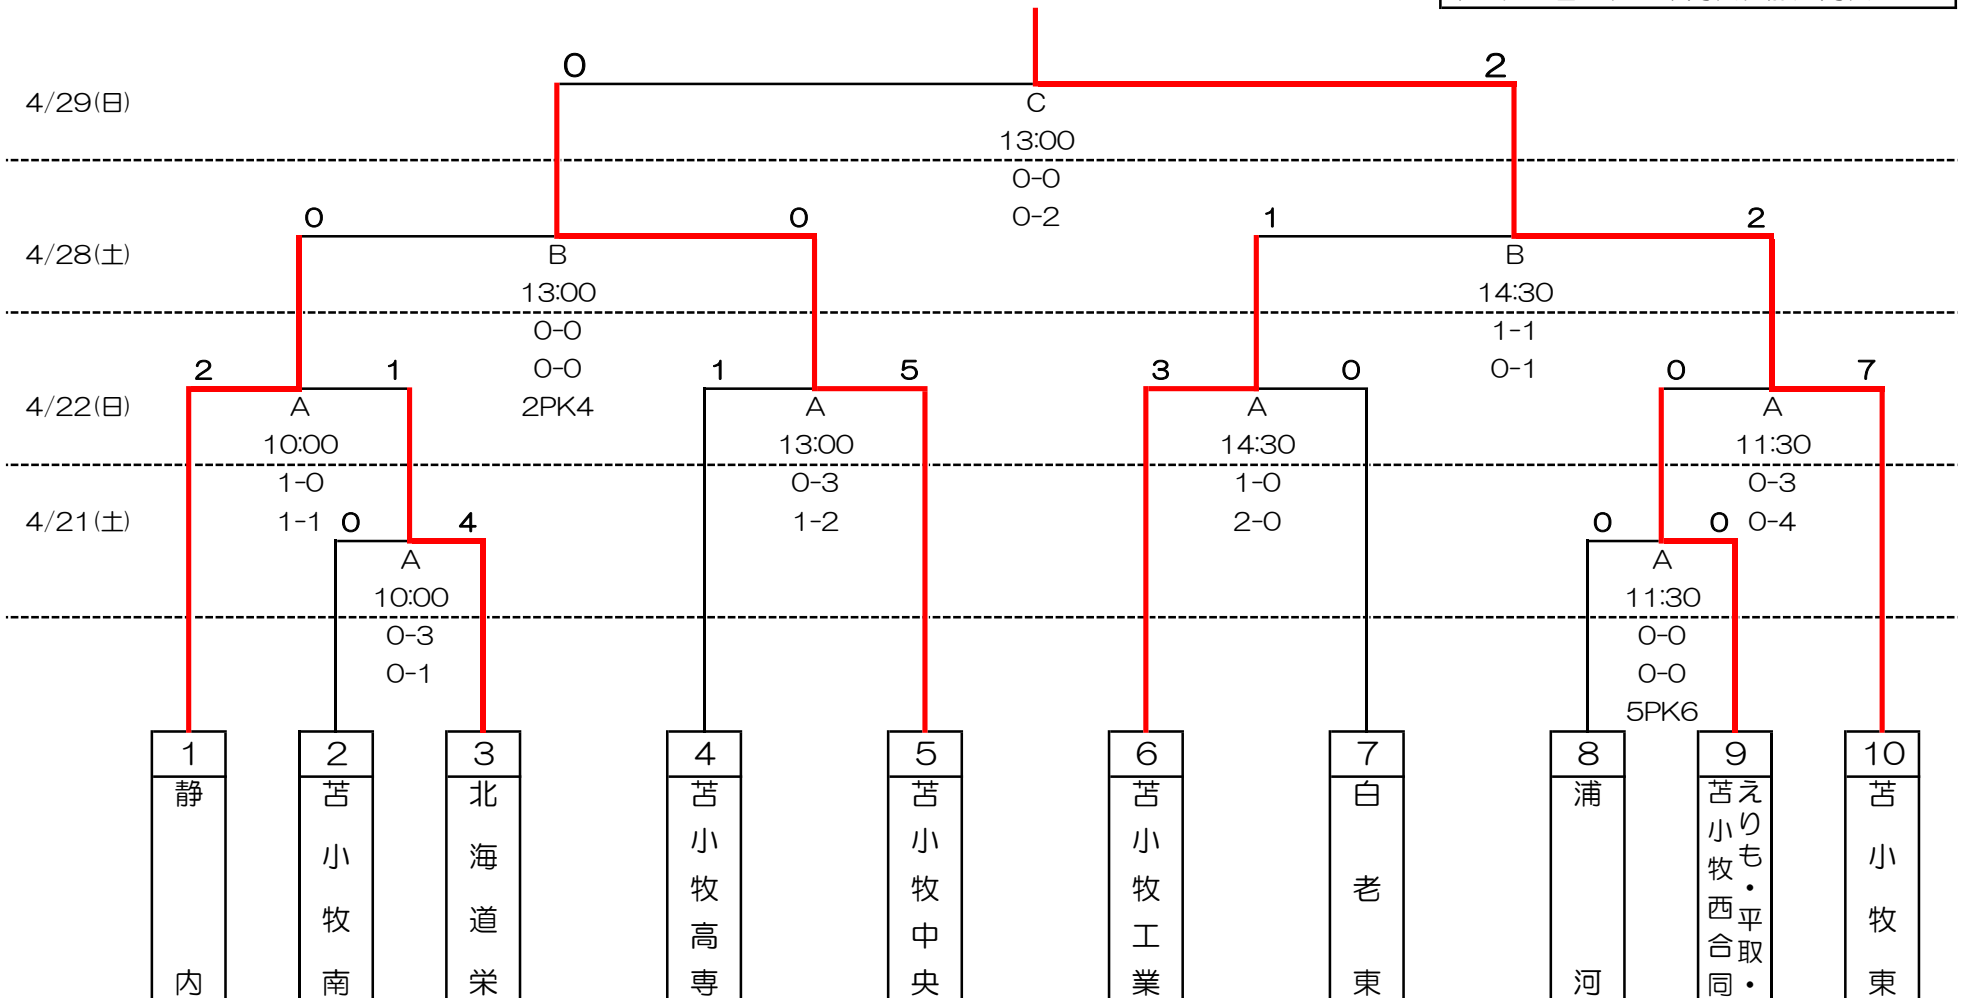 0 2
4/29(日)
C
13:00
0-0
0-2
0 0 1 2
4/28(土)
B B
13:00 14:30
0-0 1-1
0-0 0-1
2PK4
2 1 1 5 3 0 0 7
4/22(日)
A A A A
10:00 13:00 14:30 11:30
1-0 0-3 1-0 0-3
1-1 1-2 2-0 0-4
4/21(土)
0 4 0 0
A A
10:00 11:30
0-3 0-0
0-1 0-0
5PK6
1 2 3 4 5 6 7 8 9 10
静内
苫小牧南
北海道栄
苫小牧高専
苫小牧中央
苫小牧工業
白老東
浦河
えりも・平取・
苫小牧西合同
苫小牧東